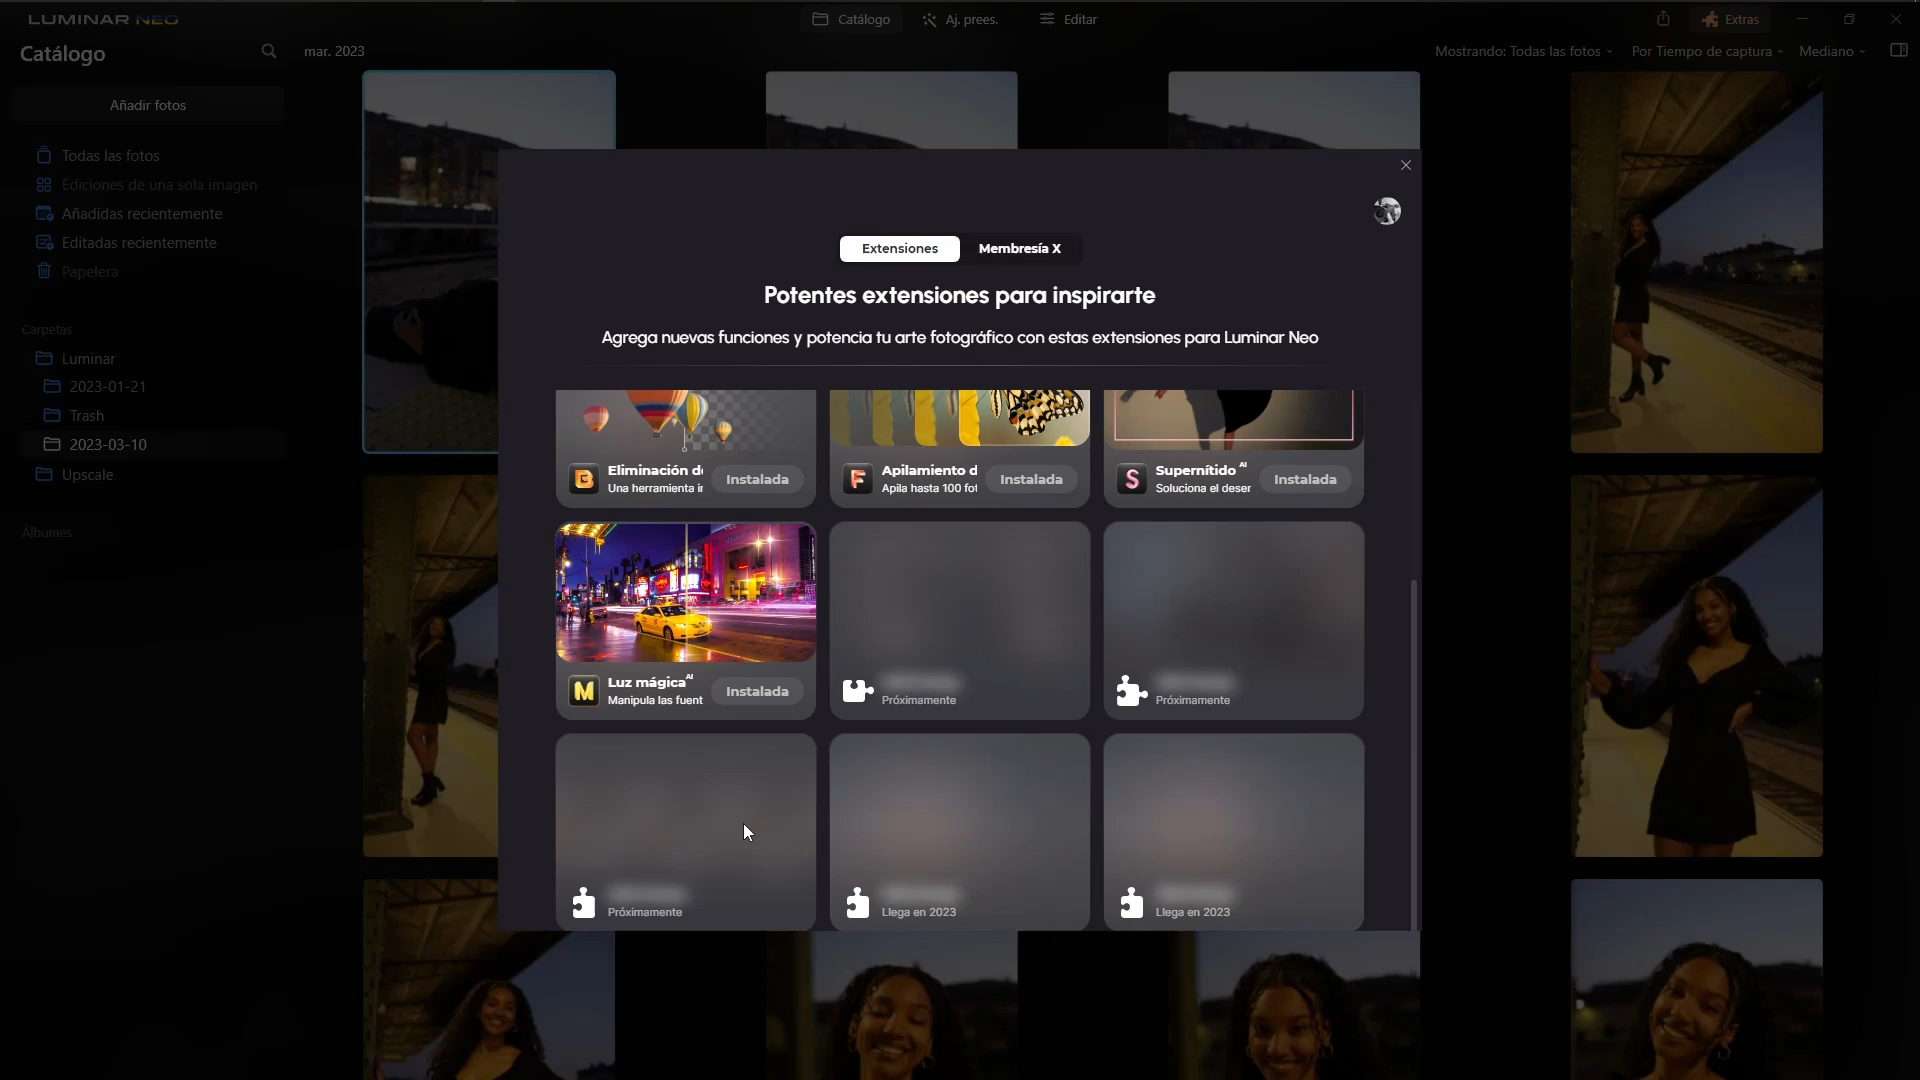 LUMINAR NEO
Catálogo
Aj. prees.
Editar
Extras
Catálogo
mar. 2023
Mostrando: Todas las fotos
Por Tiempo de captura
Mediano
Añadir fotos
Todas las fotos
Ediciones de una sola imagen
Añadidas recientemente
Editadas recientemente
Papelera
Carpetas
Luminar
2023-01-21
Trash
2023-03-10
Upscale
Álbumes
Extensiones
Membresía X
Potentes extensiones para inspirarte
Agrega nuevas funciones y potencia tu arte fotográfico con estas extensiones para Luminar Neo
B
Eliminación d
Una herramienta i
Instalada
F
Apilamiento d
Apila hasta 100 fot
Instalada
S
Supernítido AI
Soluciona el deser
Instalada
M
Luz mágica AI
Manipula las fuent
Instalada
Próximamente
Próximamente
Próximamente
Llega en 2023
Llega en 2023